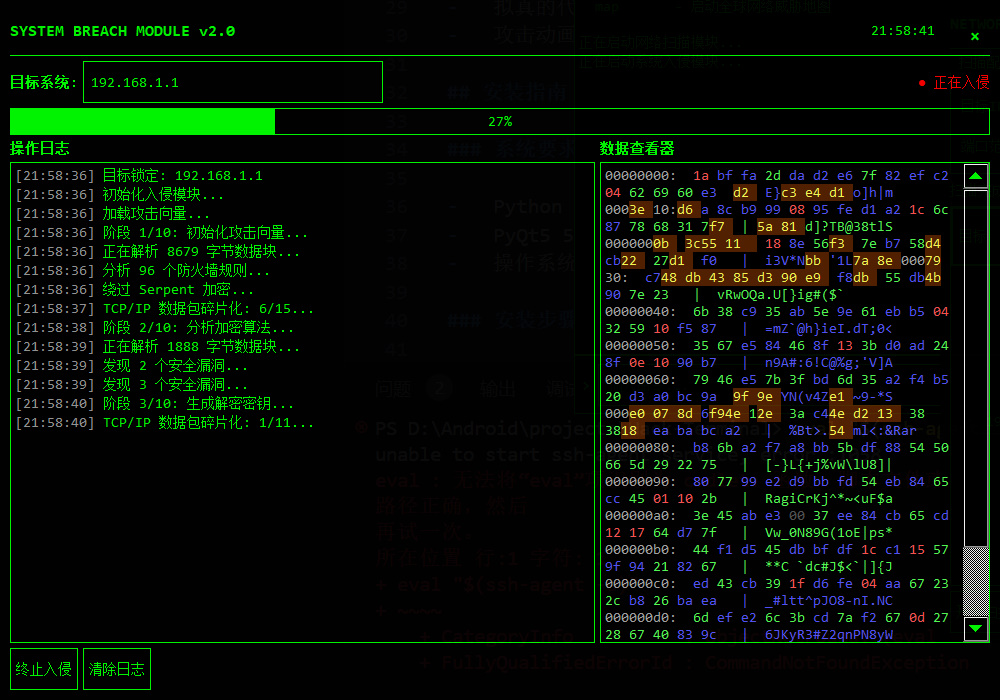 SYSTEM BREACH MODULE v2.0
21:58:41
×
目标系统:
192.168.1.1
● 正在入侵
27%
操作日志
[21:58:36] 目标锁定: 192.168.1.1
[21:58:36] 初始化入侵模块...
[21:58:36] 加载攻击向量...
[21:58:36] 阶段 1/10: 初始化攻击向量...
[21:58:36] 正在解析 8679 字节数据块...
[21:58:36] 分析 96 个防火墙规则...
[21:58:36] 绕过 Serpent 加密...
[21:58:37] TCP/IP 数据包碎片化: 6/15...
[21:58:38] 阶段 2/10: 分析加密算法...
[21:58:39] 正在解析 1888 字节数据块...
[21:58:39] 发现 2 个安全漏洞...
[21:58:39] 发现 3 个安全漏洞...
[21:58:40] 阶段 3/10: 生成解密密钥...
[21:58:40] TCP/IP 数据包碎片化: 1/11...
数据查看器
00000000: 1a bf fa 2d da d2 e6 7f 82 ef c2
04 62 69 60 e3 d2 E}c3 e4 d1 o}h|m
0003e 10:d6 a 8c b9 99 08 95 fe d1 a2 1c 6c
87 78 68 31 7f7 | 5a 81 d]?TB@38tlS
0000000b 3c55 11 18 8e 56f3 7e b7 58d4
cb22 27d1 f0 | i3V*Nbb '1L7a 8e 00079
30: c748 db 43 85 d3 90 e9 f8db 55 db4b
90 7e 23 | vRwOQa.U[}ig#($`
00000040: 6b 38 c9 35 ab 5e 9e 61 eb b5 04
32 59 10 f5 87 | =mZ`@h}ieI.dT;0<
00000050: 35 67 e5 84 46 8f 13 3b d0 ad 24
8f 0e 10 90 b7 | n9A#:6!C@%g;'V]A
00000060: 79 46 e5 7b 3f bd 6d 35 a2 f4 b5
20 d3 a0 bc 9a 9f 9e YN(v4Ze1 ~9-*S
000e0 07 8d 6f94e 12e 3a c44e d2 13 38
3818 ea ba bc a2 | %Bt>.54 ml<:&Rar
00000080: b8 6b a2 f7 a8 bb 5b df 88 54 50
66 5d 29 22 75 | [-}L{+j%vW\lU8]|
00000090: 80 77 99 e2 d9 bb fd 54 eb 84 65
cc 45 01 10 2b | RagiCrKj^*~<uF$a
000000a0: 3e 45 ab e3 00 37 ee 84 cb 65 cd
12 17 64 d7 7f | Vw_0N89G(1oE|ps*
000000b0: 44 f1 d5 45 db bf df 1c c1 15 57
9f 94 21 82 67 | **C `dc#J$<`|]{J
000000c0: ed 43 cb 39 1f d6 fe 04 aa 67 23
2c b8 26 ba ea | _#ltt^pJO8-nI.NC
000000d0: 6d ef e2 6c 3b cd 7a f2 67 0d 27
28 67 40 83 9c | 6JKyR3#Z2qnPN8yW
终止入侵
清除日志